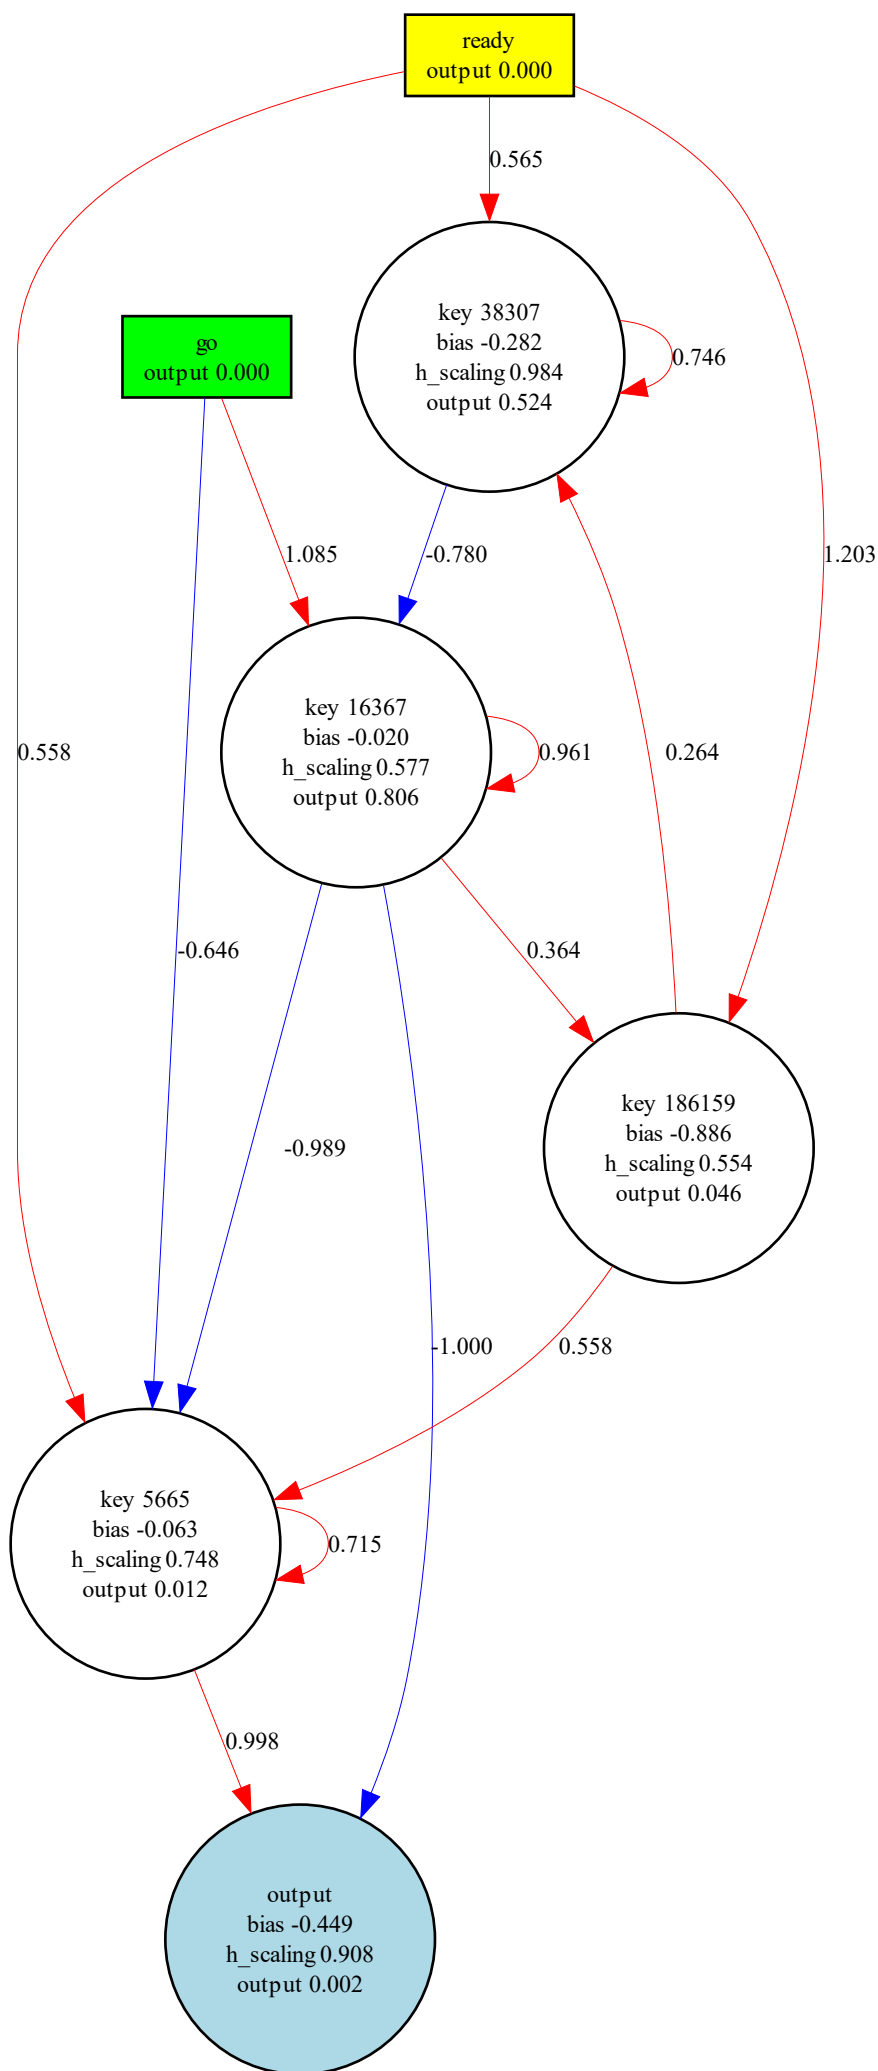 ready
output 0.000
0.565
key 38307
bias -0.282
h_scaling 0.984
output 0.524
0.746
go
output 0.000
1.085
-0.780
1.203
key 16367
bias -0.020
h_scaling 0.577
output 0.806
0.961
0.558
0.264
-0.646
0.364
key 186159
bias -0.886
h_scaling 0.554
output 0.046
-0.989
-1.000
0.558
key 5665
bias -0.063
h_scaling 0.748
output 0.012
0.715
0.998
output
bias -0.449
h_scaling 0.908
output 0.002